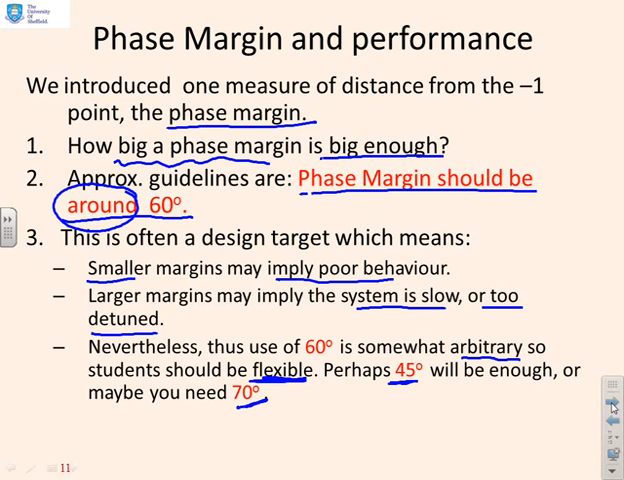 The
University
Of
Sheffield.
Phase Margin and performance
We introduced one measure of distance from the –1
point, the phase margin.
1. How big a phase margin is big enough?
2. Approx. guidelines are: Phase Margin should be
around 60º.
3. This is often a design target which means:
– Smaller margins may imply poor behaviour.
– Larger margins may imply the system is slow, or too
detuned.
– Nevertheless, thus use of 60º is somewhat arbitrary so
students should be flexible. Perhaps 45º will be enough, or
maybe you need 70º.
11